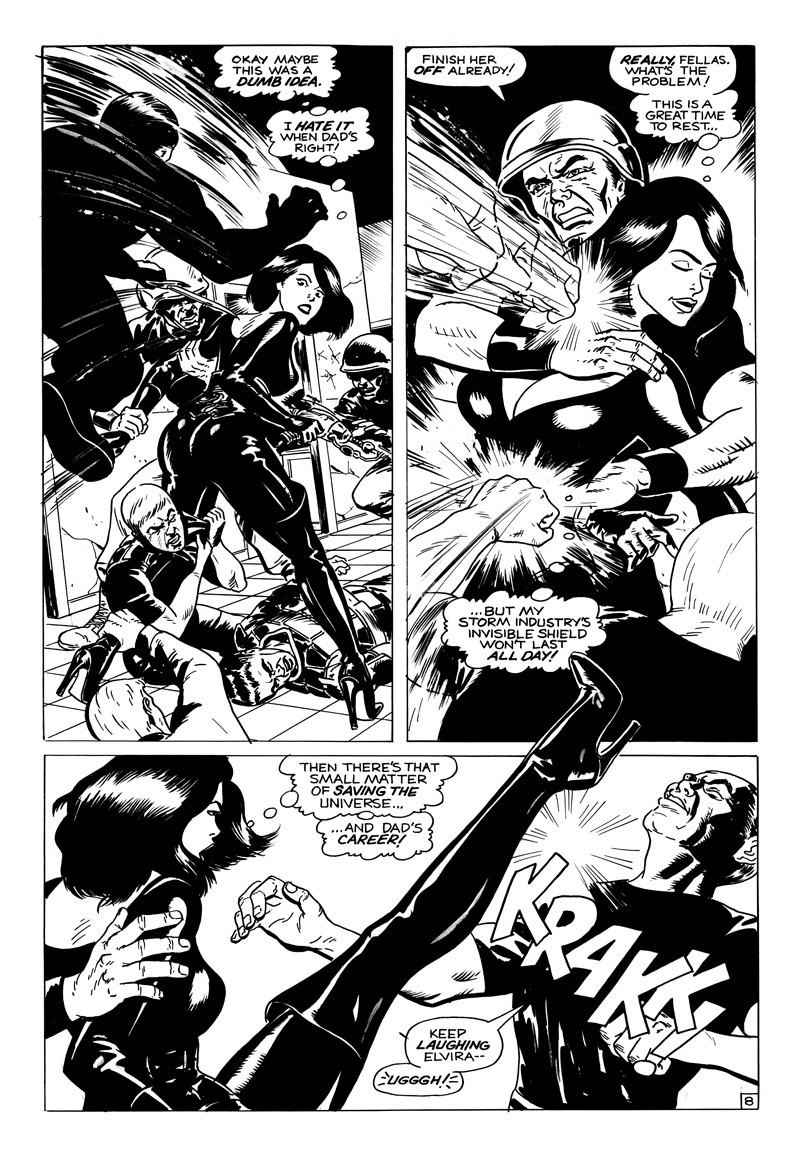 OKAY MAYBE
THIS WAS A
DUMB IDEA.
I HATE IT
WHEN DAD'S
RIGHT!
FINISH HER
OFF ALREADY!
REALLY, FELLAS.
WHAT'S THE
PROBLEM!
THIS IS A
GREAT TIME
TO REST...
...BUT MY
STORM INDUSTRY'S
INVISIBLE SHIELD
WON'T LAST
ALL DAY!
THEN THERE'S THAT
SMALL MATTER
OF SAVING THE
UNIVERSE...
...AND DAD'S
CAREER!
KRAKK!!
KEEP
LAUGHING
ELVIRA--
UGGGH!
8